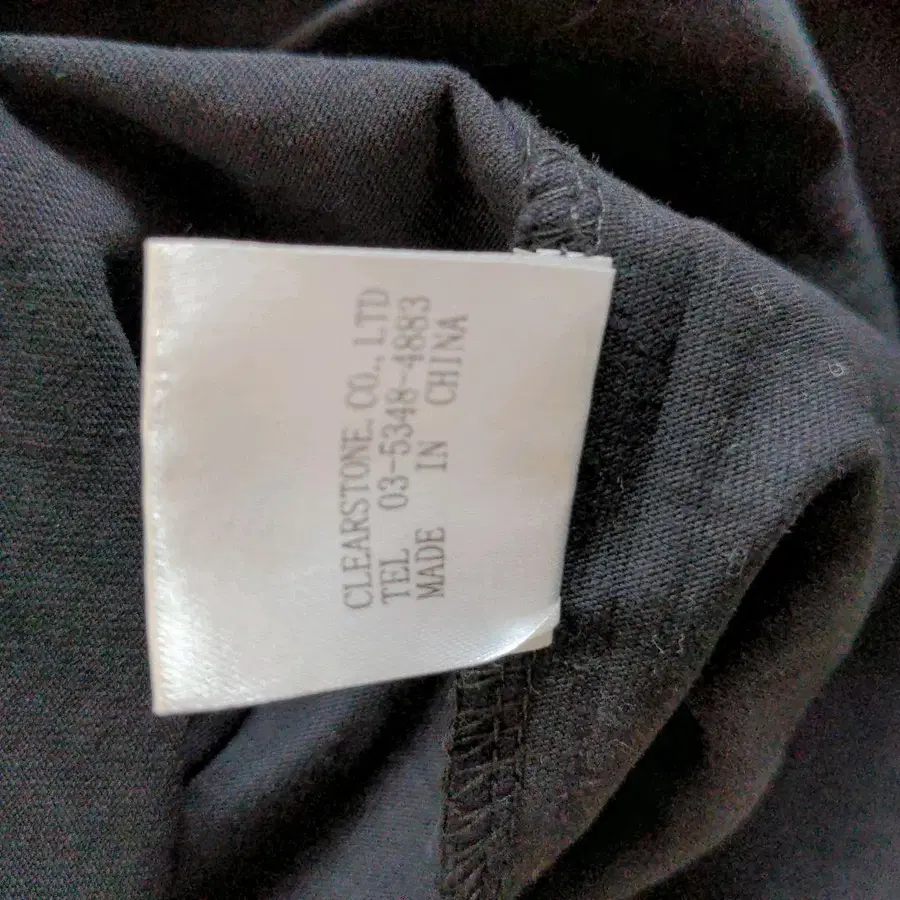 CLEARSTONE. CO., LTD
TEL 03-5348-4883
MADE IN CHINA